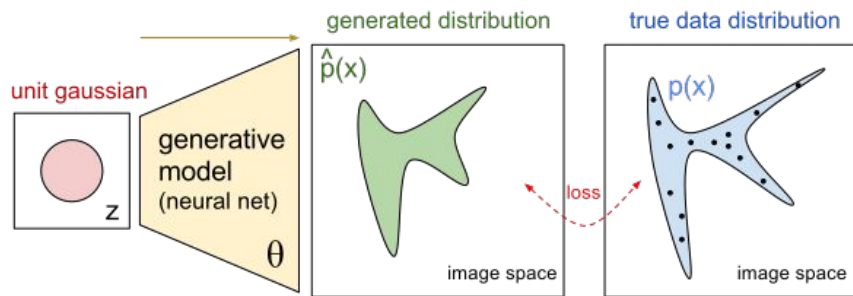 generated distribution
true data distribution
unit gaussian
z
generative
model
(neural net)
θ
p̂(x)
image space
loss
p(x)
image space